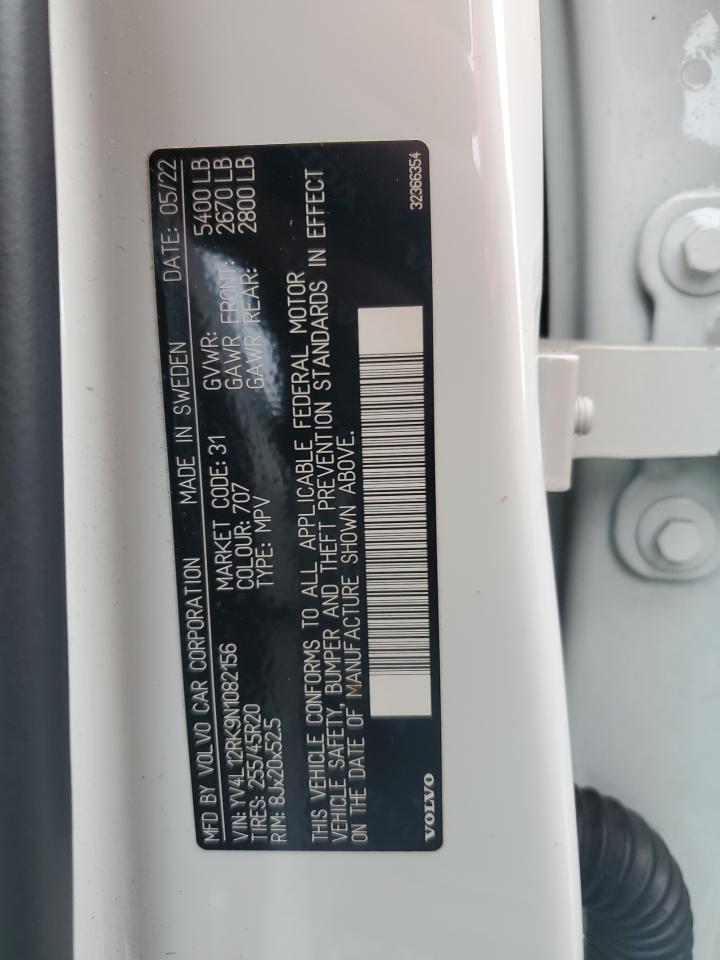 MFD BY VOLVO CAR CORPORATION MADE IN SWEDEN DATE: 05/22
VIN: YV4L12RK9N1082156 MARKET CODE: 31 GVWR: 5400 LB
TIRES: 255/45R20 COLOUR: 707 GAWR FRONT: 2670 LB
RIM: 8Jx20x52.5 TYPE: MPV GAWR REAR: 2800 LB
THIS VEHICLE CONFORMS TO ALL APPLICABLE FEDERAL MOTOR
VEHICLE SAFETY, BUMPER AND THEFT PREVENTION STANDARDS IN EFFECT
ON THE DATE OF MANUFACTURE SHOWN ABOVE.
VOLVO 32366354